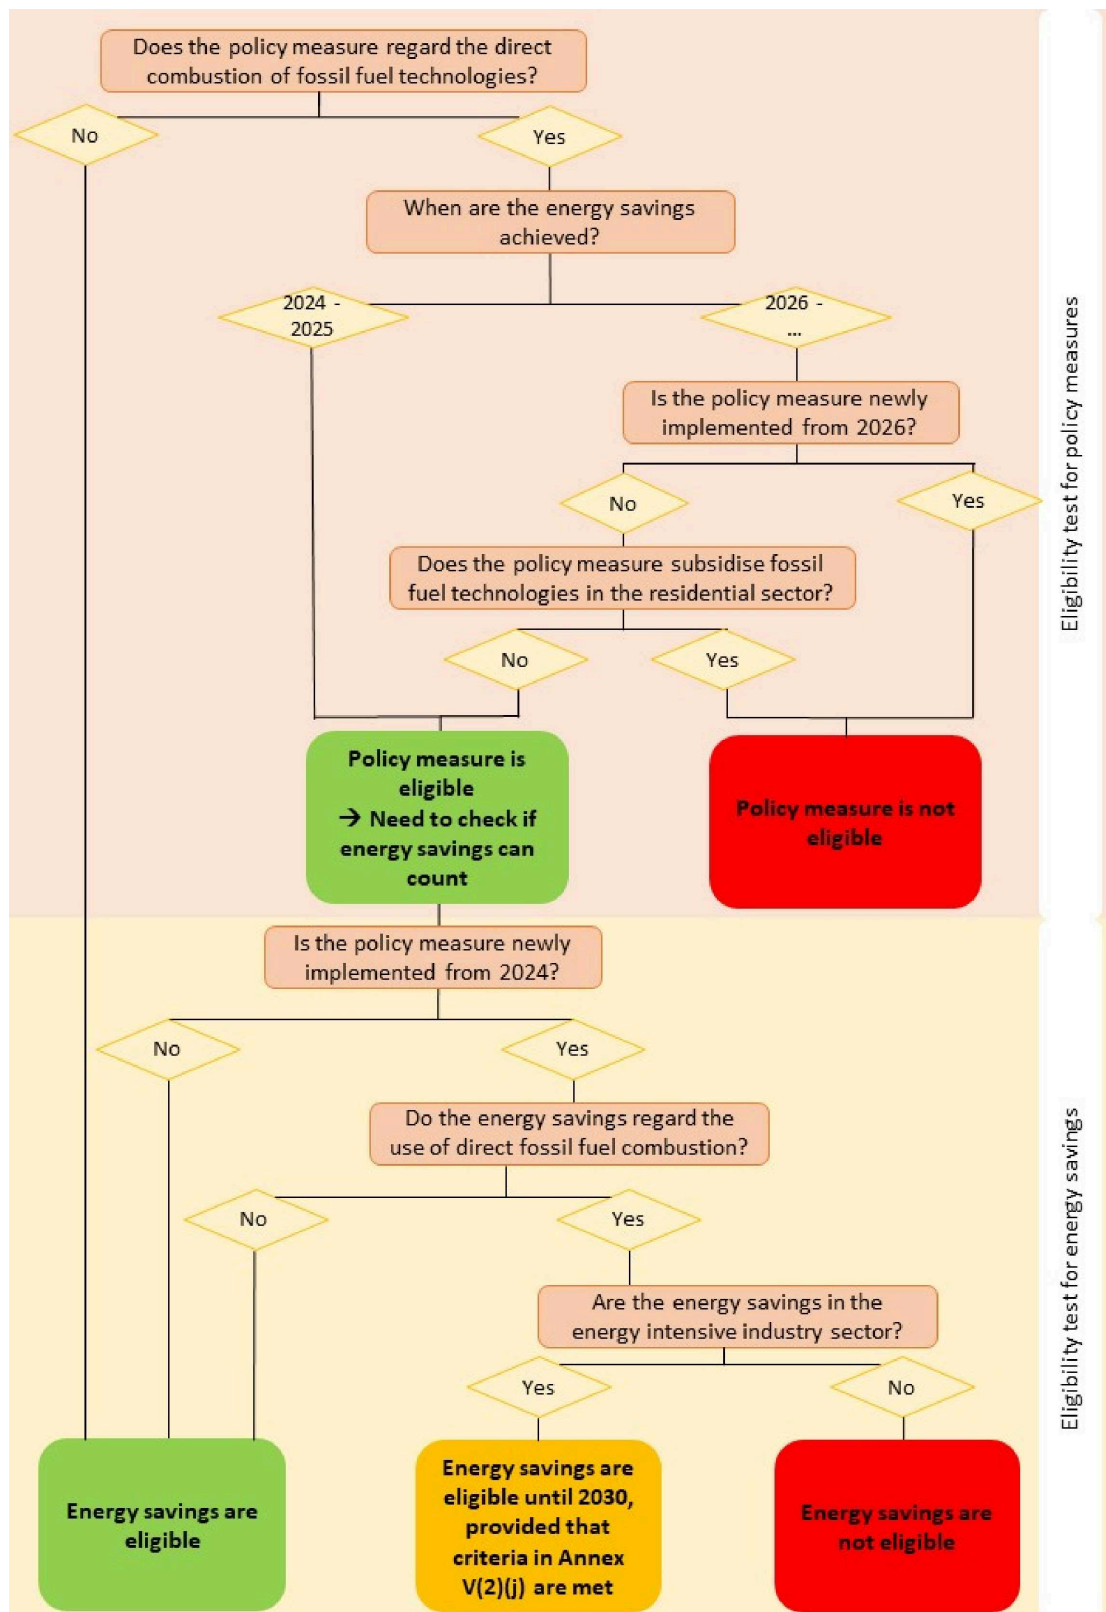 Does the policy measure regard the direct
combustion of fossil fuel technologies?
No
Yes
When are the energy savings
achieved?
2024 -
2025
2026 -
...
Is the policy measure newly
implemented from 2026?
No
Yes
Does the policy measure subsidise fossil
fuel technologies in the residential sector?
No
Yes
Policy measure is
eligible
→ Need to check if
energy savings can
count
Policy measure is not
eligible
Eligibility test for policy measures
Is the policy measure newly
implemented from 2024?
No
Yes
Do the energy savings regard the
use of direct fossil fuel combustion?
No
Yes
Are the energy savings in the
energy intensive industry sector?
Yes
No
Energy savings are
eligible
Energy savings are
eligible until 2030,
provided that
criteria in Annex
V(2)(j) are met
Energy savings are
not eligible
Eligibility test for energy savings